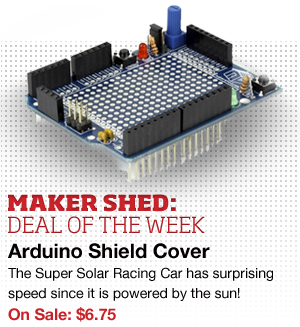 MAKER SHED:
DEAL OF THE WEEK
Arduino Shield Cover
The Super Solar Racing Car has surprising
speed since it is powered by the sun!
On Sale: $6.75